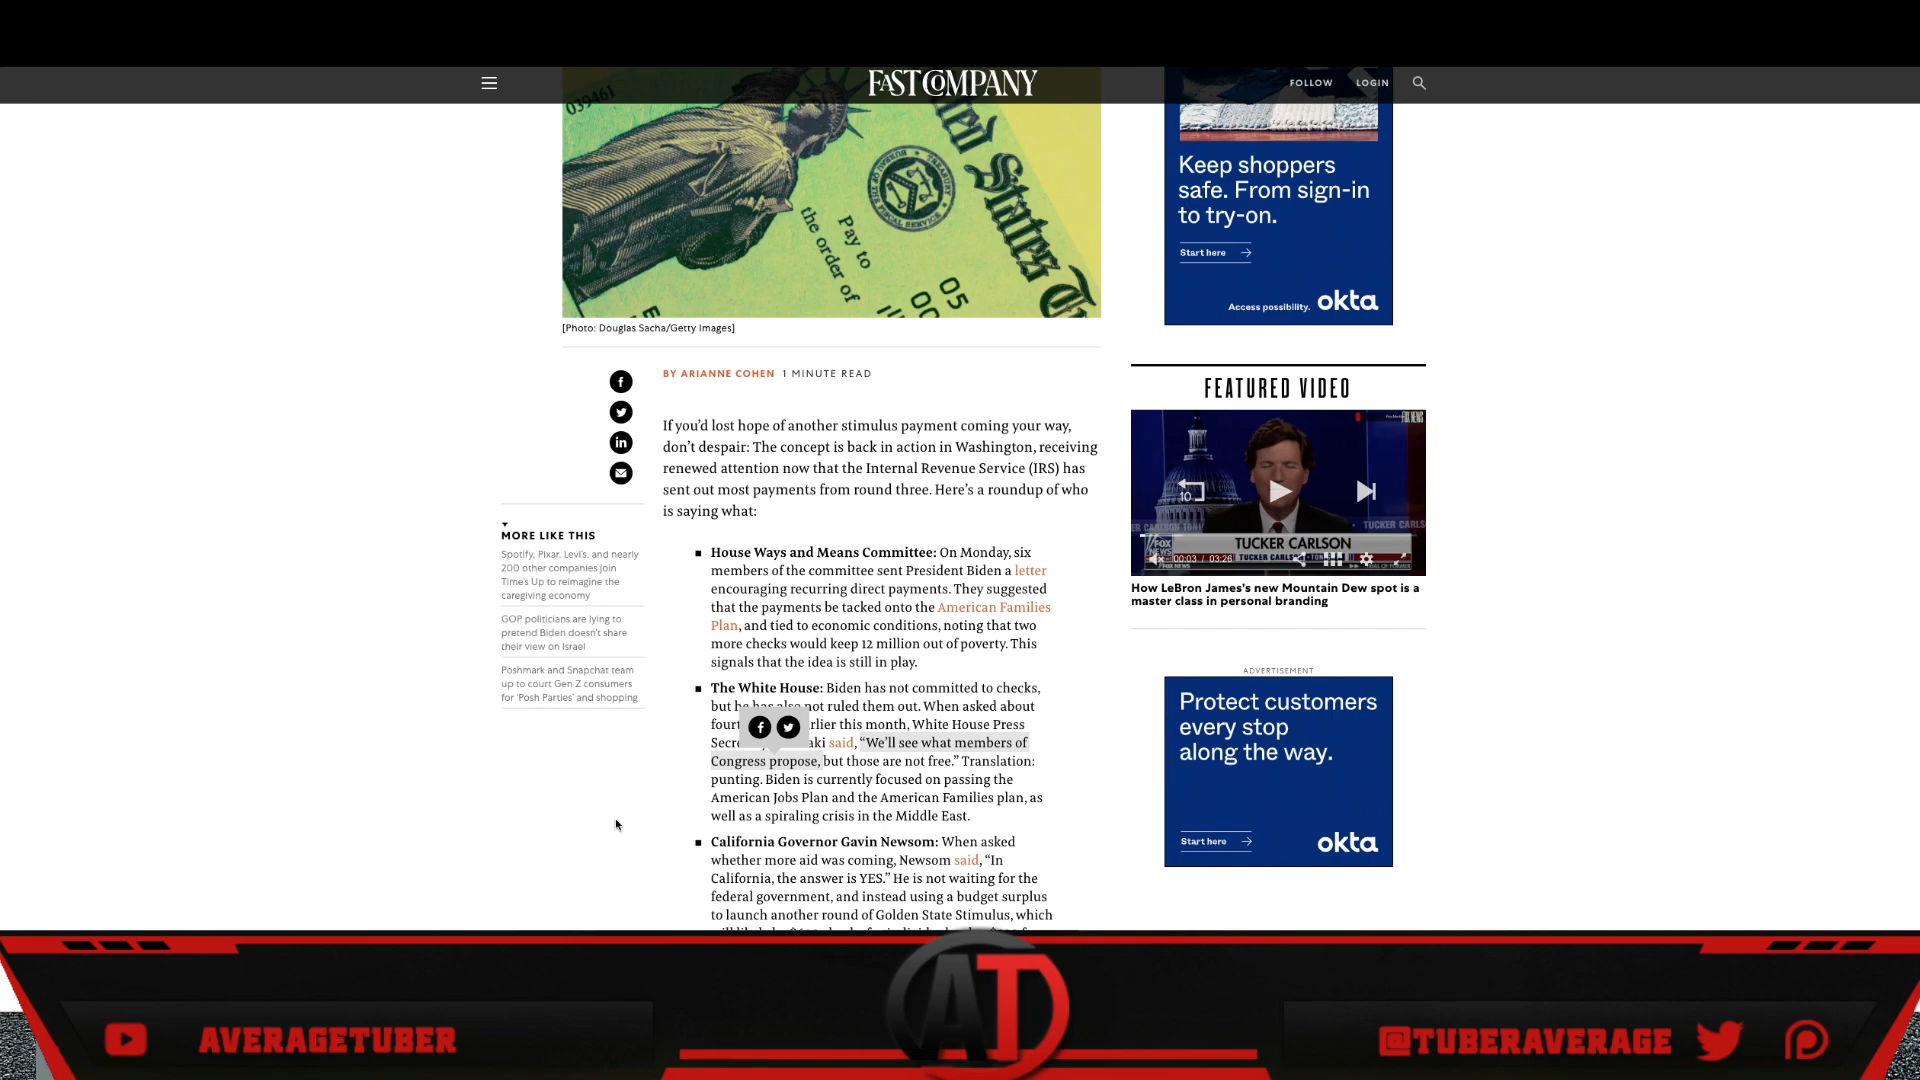 FAST COMPANY
FOLLOW
LOGIN
039461
Pay to
the order of
05
[Photo: Douglas Sacha/Getty Images]
BY ARIANNE COHEN 1 MINUTE READ
If you’d lost hope of another stimulus payment coming your way,
don’t despair: The concept is back in action in Washington, receiving
renewed attention now that the Internal Revenue Service (IRS) has
sent out most payments from round three. Here’s a roundup of who
is saying what:
MORE LIKE THIS
Spotify, Pixar, Levi’s, and nearly
200 other companies join
Time’s Up to reimagine the
caregiving economy
GOP politicians are lying to
pretend Biden doesn’t share
their view on Israel
Poshmark and Snapchat team
up to court Gen Z consumers
for ‘Posh Parties’ and shopping
■ House Ways and Means Committee: On Monday, six
members of the committee sent President Biden a letter
encouraging recurring direct payments. They suggested
that the payments be tacked onto the American Families
Plan, and tied to economic conditions, noting that two
more checks would keep 12 million out of poverty. This
signals that the idea is still in play.
■ The White House: Biden has not committed to checks,
but he has also not ruled them out. When asked about
earlier this month, White House Press
said, “We’ll see what members of
Congress propose, but those are not free.” Translation:
punting. Biden is currently focused on passing the
American Jobs Plan and the American Families plan, as
well as a spiraling crisis in the Middle East.
■ California Governor Gavin Newsom: When asked
whether more aid was coming, Newsom said, “In
California, the answer is YES.” He is not waiting for the
federal government, and instead using a budget surplus
to launch another round of Golden State Stimulus, which
Keep shoppers
safe. From sign-in
to try-on.
Start here
Access possibility. okta
FEATURED VIDEO
10
TUCKER CARLSON
FOX NEWS
00:03 / 03:26
How LeBron James's new Mountain Dew spot is a
master class in personal branding
ADVERTISEMENT
Protect customers
every stop
along the way.
Start here
okta
AVERAGETUBER
AT
@TUBERAVERAGE